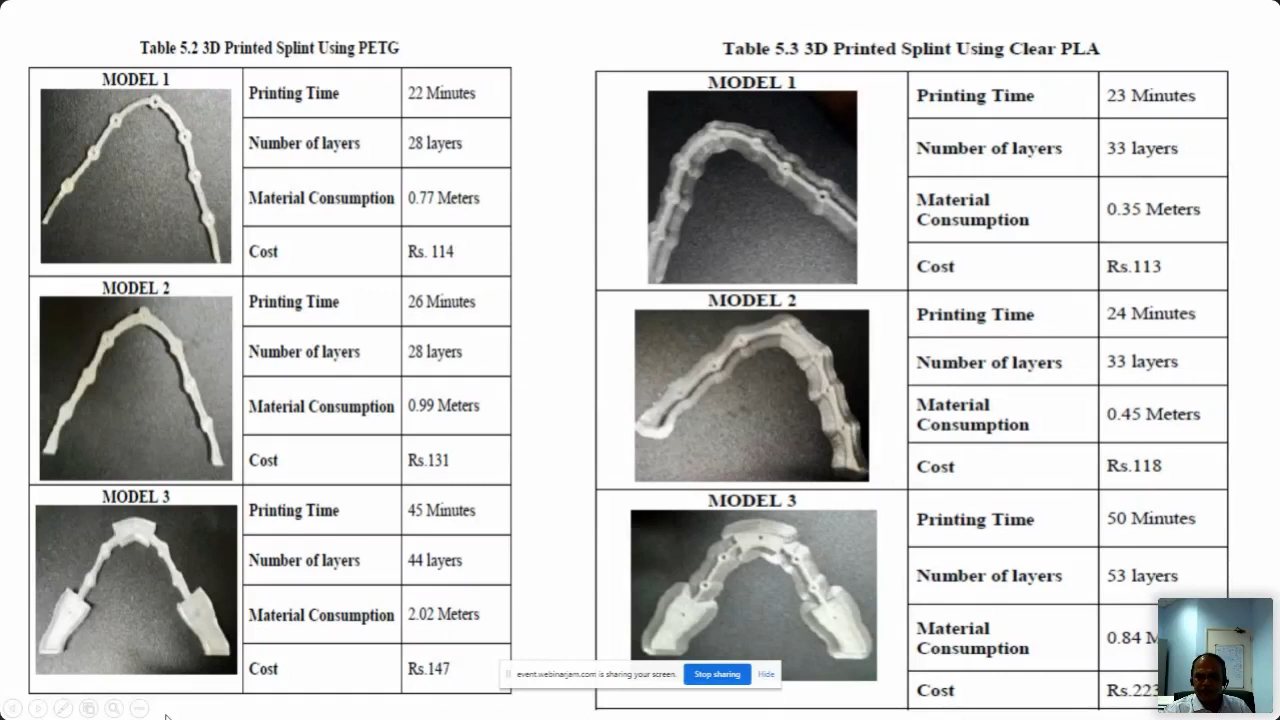 Table 5.2 3D Printed Splint Using PETG
MODEL 1
Printing Time
22 Minutes
Number of layers
28 layers
Material Consumption
0.77 Meters
Cost
Rs. 114
MODEL 2
Printing Time
26 Minutes
Number of layers
28 layers
Material Consumption
0.99 Meters
Cost
Rs.131
MODEL 3
Printing Time
45 Minutes
Number of layers
44 layers
Material Consumption
2.02 Meters
Cost
Rs.147
Table 5.3 3D Printed Splint Using Clear PLA
MODEL 1
Printing Time
23 Minutes
Number of layers
33 layers
Material
Consumption
0.35 Meters
Cost
Rs.113
MODEL 2
Printing Time
24 Minutes
Number of layers
33 layers
Material
Consumption
0.45 Meters
Cost
Rs.118
MODEL 3
Printing Time
50 Minutes
Number of layers
53 layers
Material
Consumption
0.84 M
Cost
Rs.223
event.webinarjam.com is sharing your screen.
Stop sharing
Hide